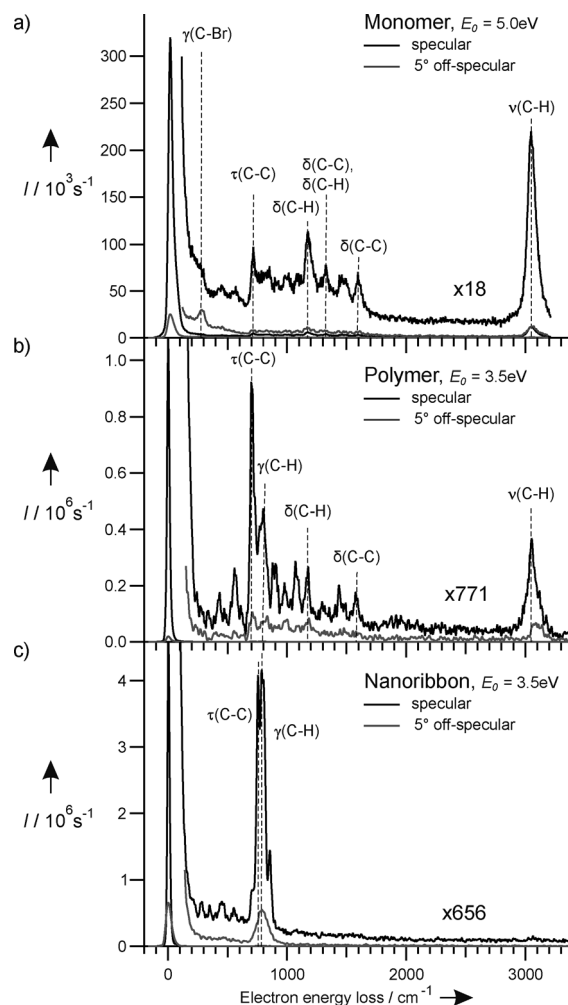 a)
Monomer, E0 = 5.0eV
specular
5° off-specular
γ(C-Br)
ν(C-H)
τ(C-C)
δ(C-C),
δ(C-H)
δ(C-H)
δ(C-C)
x18
300
250
200
150
100
50
0
I / 10³s⁻¹
b)
τ(C-C)
Polymer, E0 = 3.5eV
specular
5° off-specular
γ(C-H)
δ(C-H)
ν(C-H)
δ(C-C)
x771
1.0
0.8
0.6
0.4
0.2
0.0
I / 10⁶s⁻¹
c)
Nanoribbon, E0 = 3.5eV
specular
5° off-specular
τ(C-C)
γ(C-H)
x656
4
3
2
1
0
I / 10⁶s⁻¹
0 1000 2000 3000
Electron energy loss / cm⁻¹